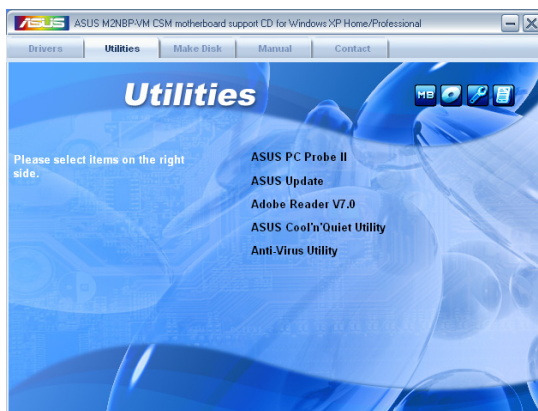 ASUS ASUS M2NBP-VM CSM motherboard support CD for Windows XP Home/Professional
Drivers Utilities Make Disk Manual Contact
Utilities
MB
Please select items on the right
side.
ASUS PC Probe II
ASUS Update
Adobe Reader V7.0
ASUS Cool'n'Quiet Utility
Anti-Virus Utility